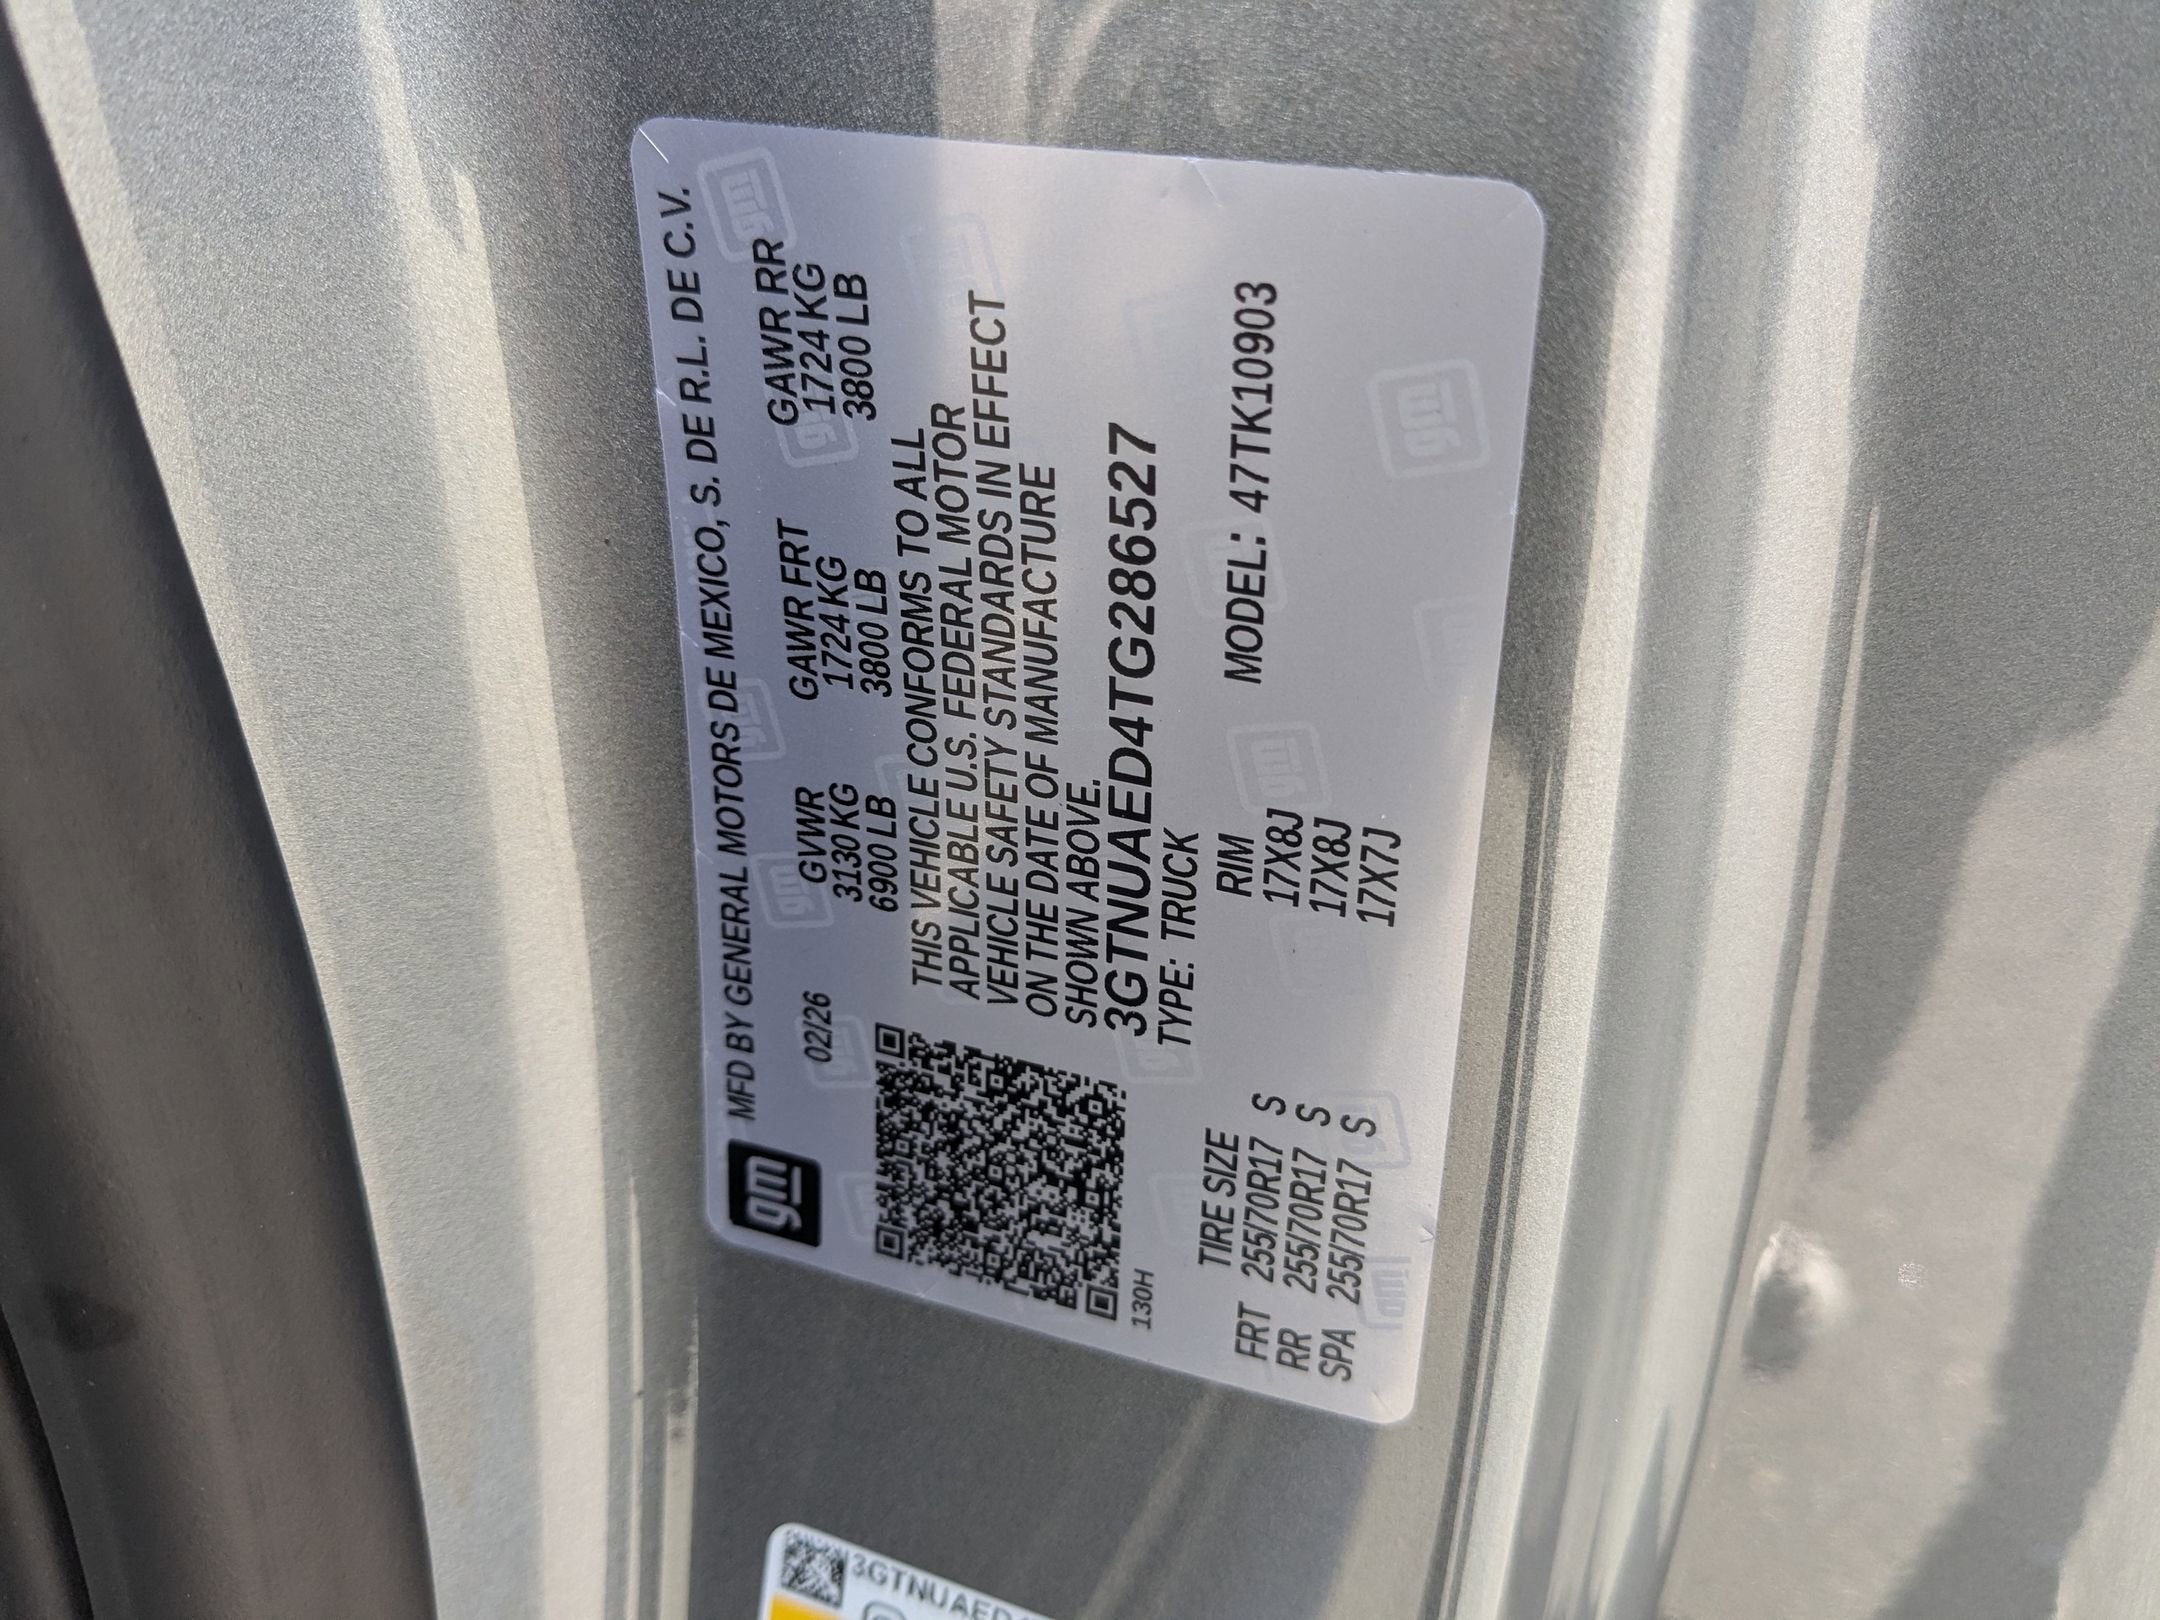 gm MFD BY GENERAL MOTORS DE MEXICO, S. DE R.L. DE C.V.
02/26 GVWR GAWR FRT GAWR RR
3130 KG 1724 KG 1724 KG
6900 LB 3800 LB 3800 LB
THIS VEHICLE CONFORMS TO ALL
APPLICABLE U.S. FEDERAL MOTOR
VEHICLE SAFETY STANDARDS IN EFFECT
ON THE DATE OF MANUFACTURE
SHOWN ABOVE.
3GTNUAED4TG286527
130H TYPE: TRUCK
TIRE SIZE RIM MODEL: 47TK10903
FRT 255/70R17 S 17X8J
RR 255/70R17 S 17X8J
SPA 255/70R17 S 17X7J
3GTNUAED